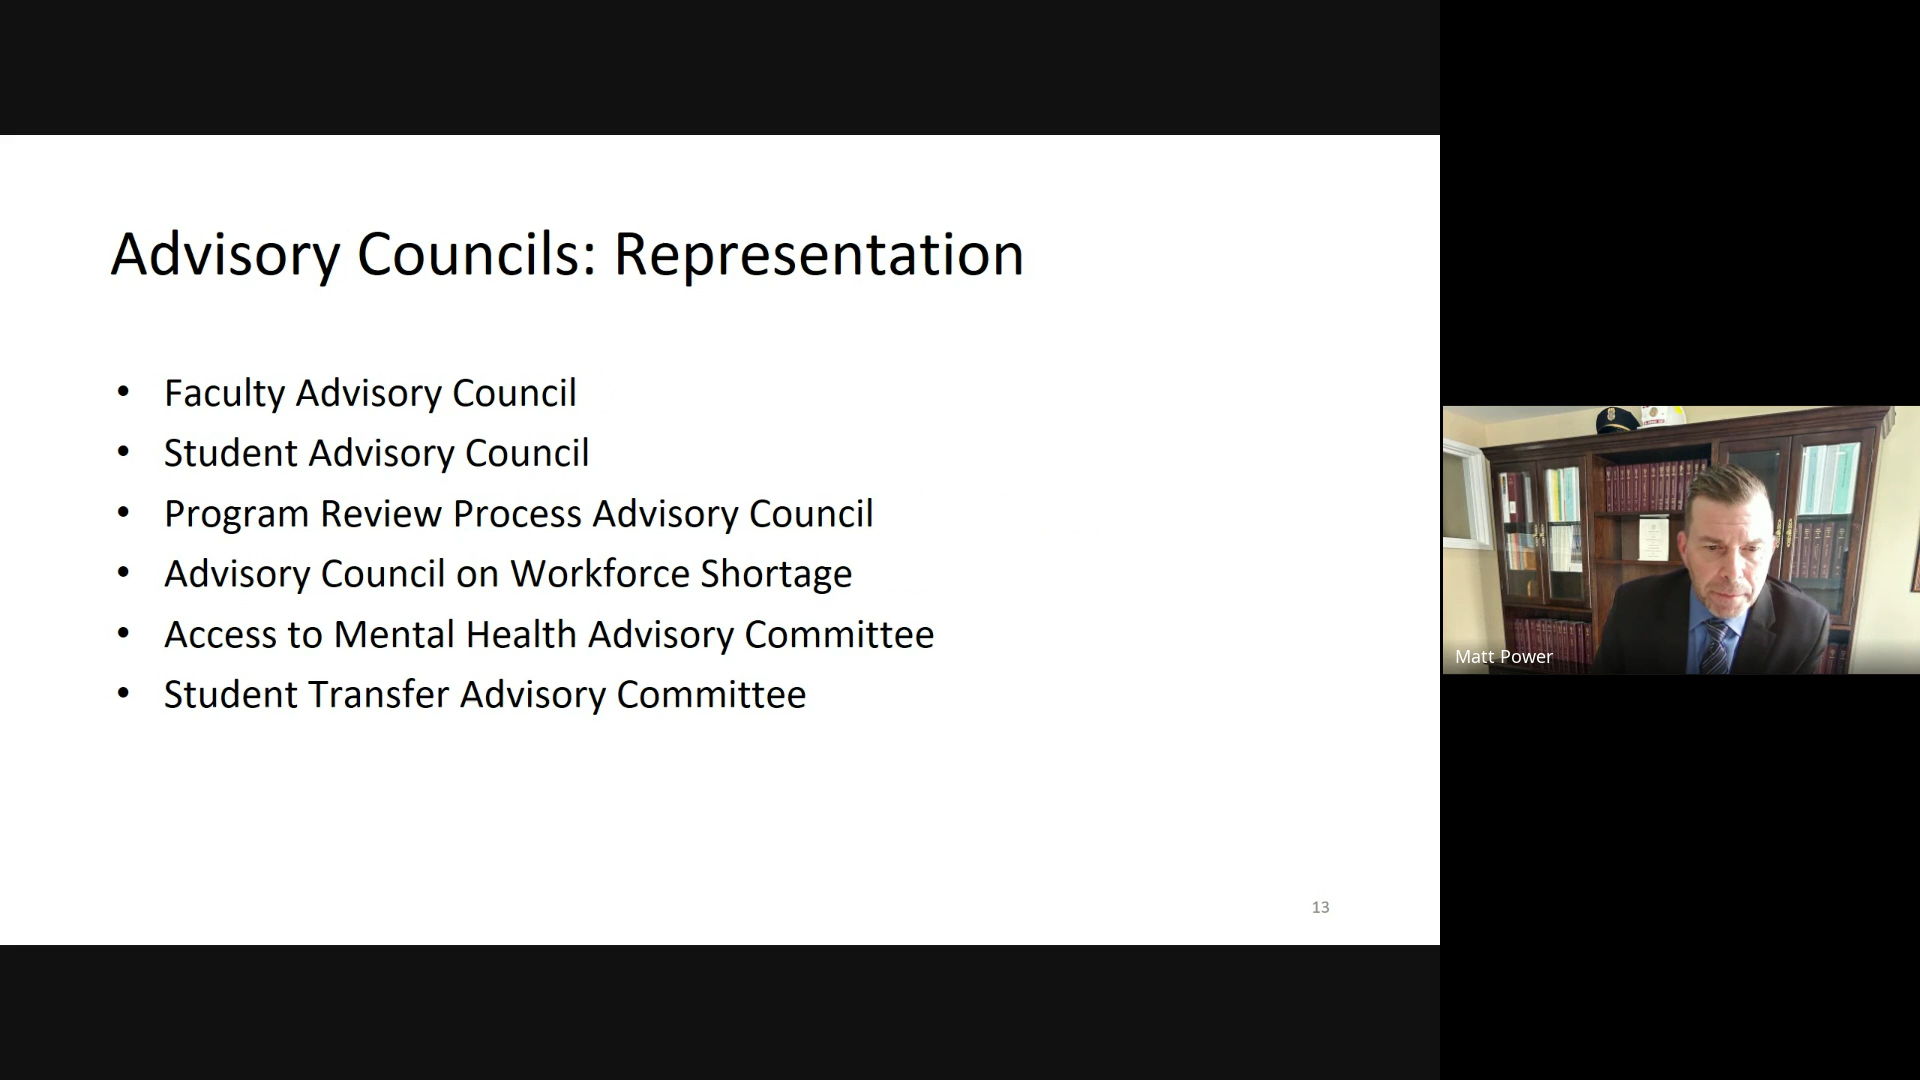 Advisory Councils: Representation
• Faculty Advisory Council
• Student Advisory Council
• Program Review Process Advisory Council
• Advisory Council on Workforce Shortage
• Access to Mental Health Advisory Committee
• Student Transfer Advisory Committee
13
Matt Power